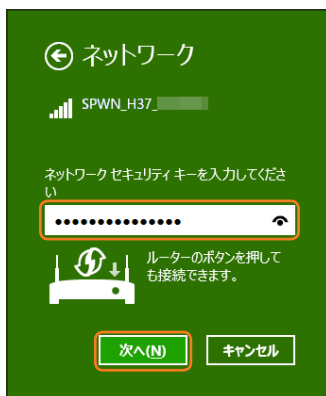 ネットワーク
SPWN_H37_
ネットワーク セキュリティ キーを入力してくださ
い
ルーターのボタンを押して
も接続できます。
次へ(N)
キャンセル